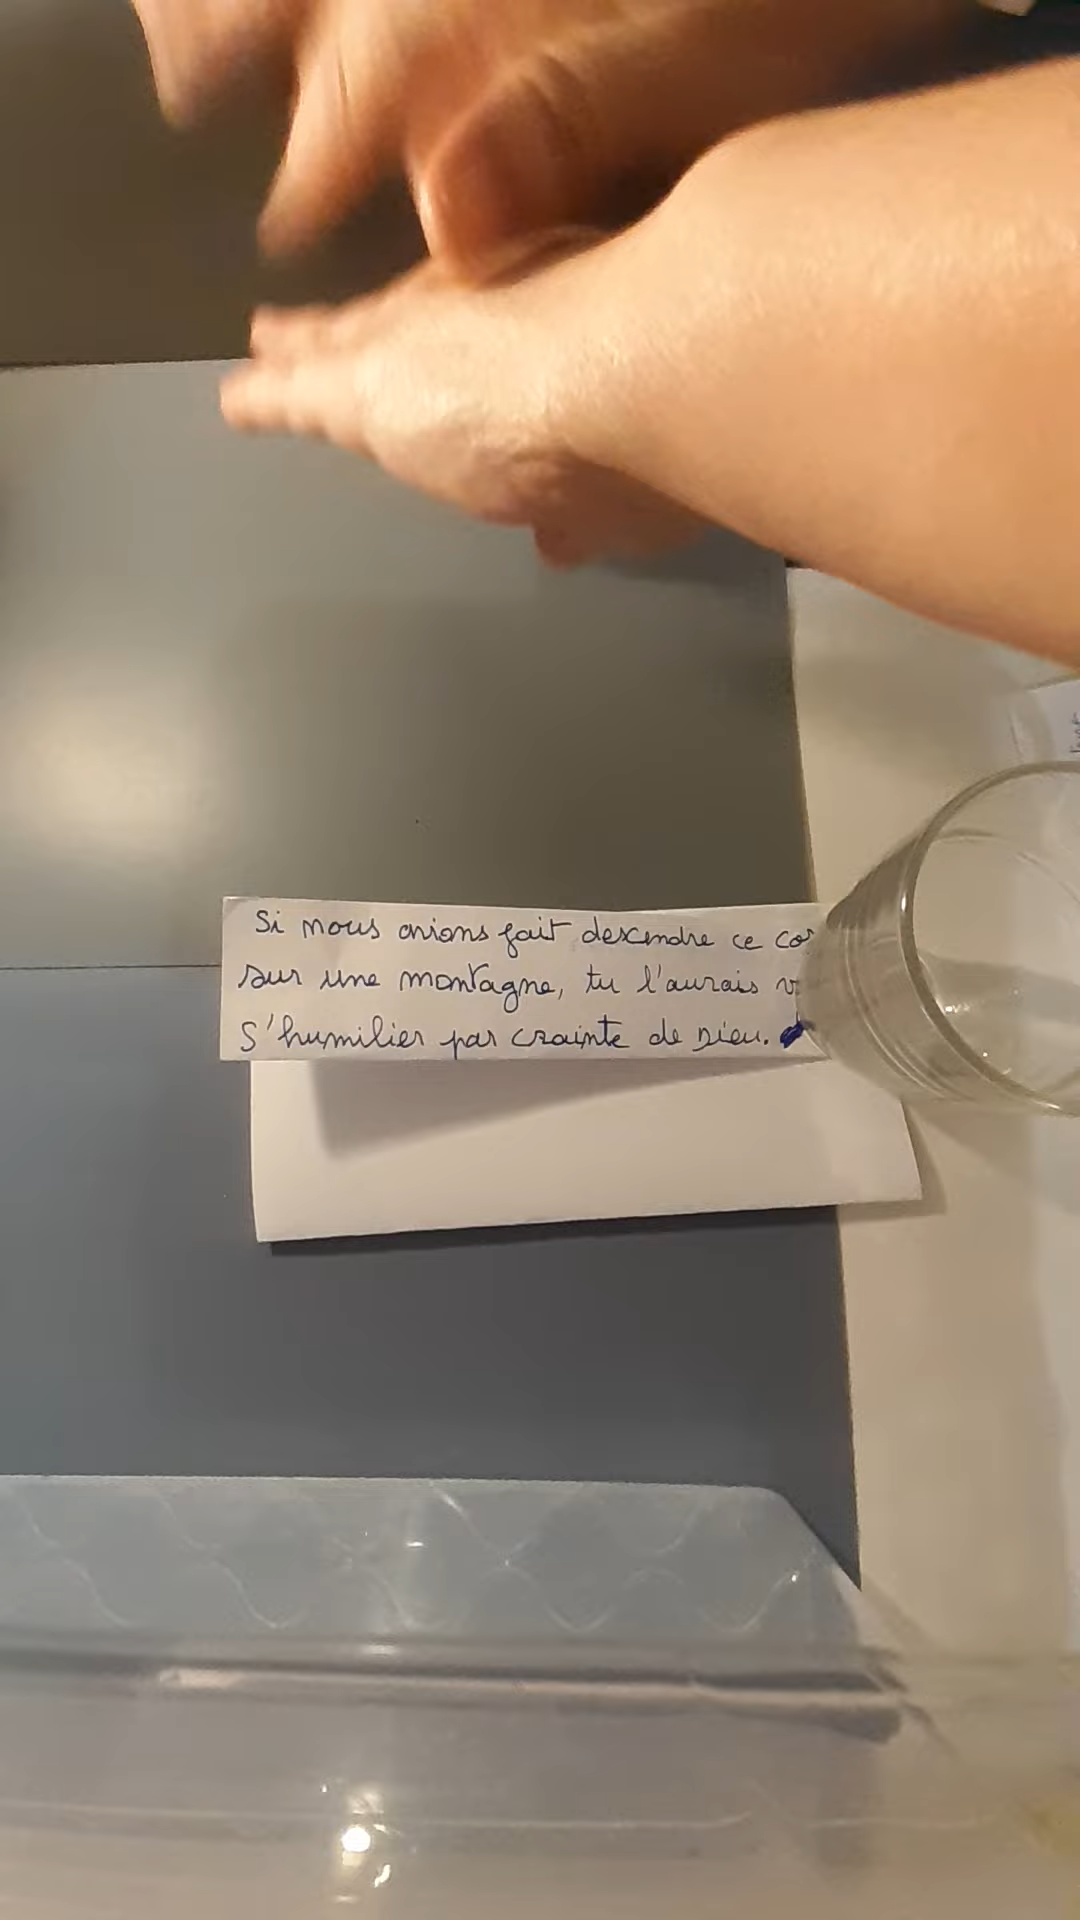 Si nous avions fait descendre ce
sur une montagne, tu l'aurais
s'humilier par crainte de Dieu.